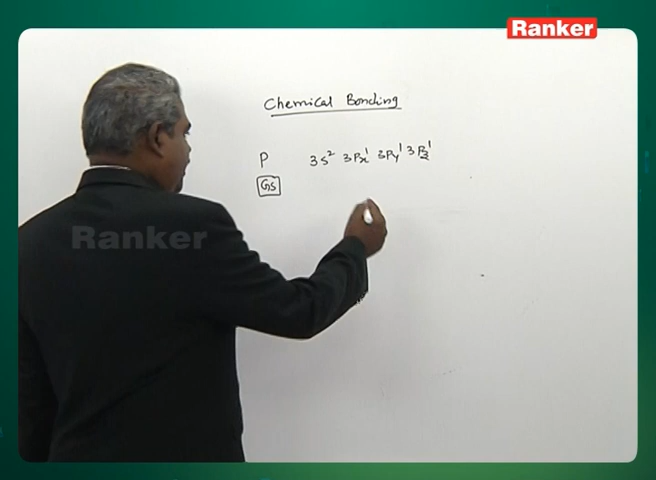 Ranker
Chemical Bonding
P 3s² 3Px¹ 3Py¹ 3Pz¹
GS
Ranker